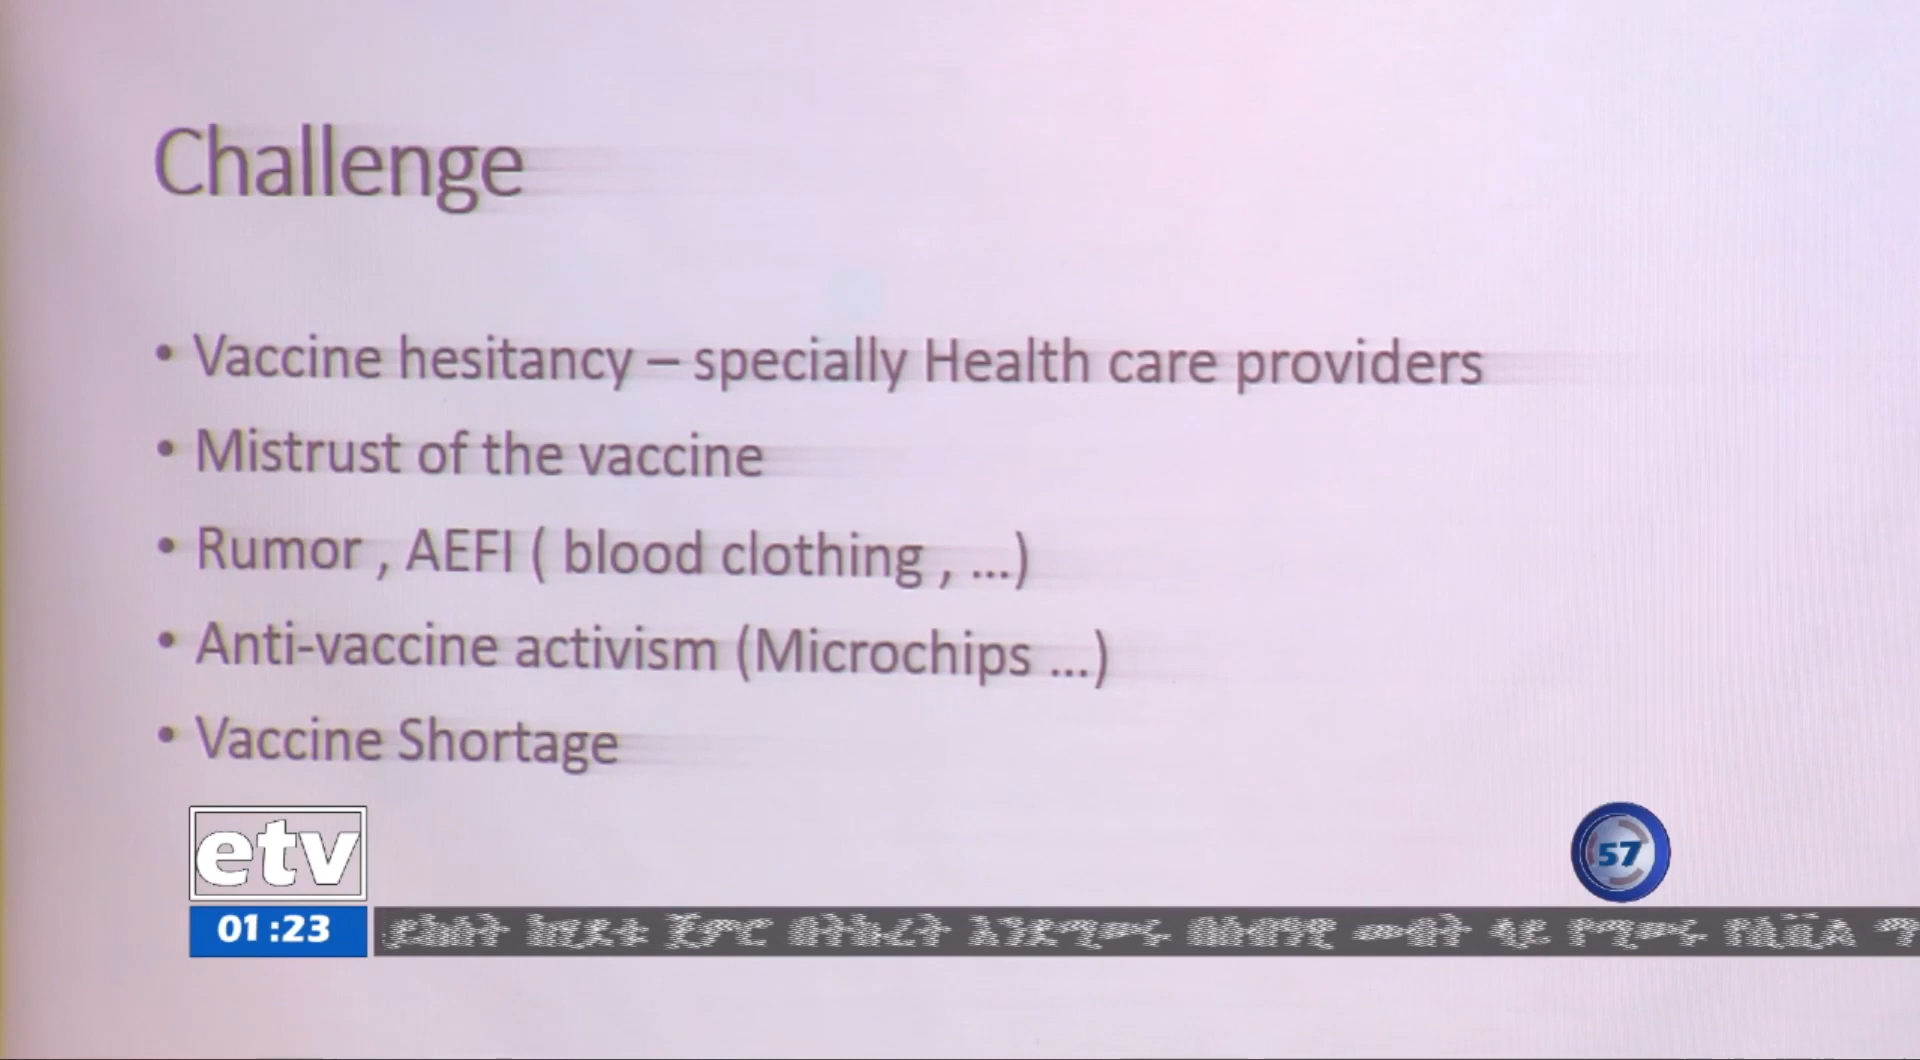 Challenge
• Vaccine hesitancy – specially Health care providers
• Mistrust of the vaccine
• Rumor , AEFI ( blood clothing , ...)
• Anti-vaccine activism (Microchips ...)
• Vaccine Shortage
etv
57
01:23